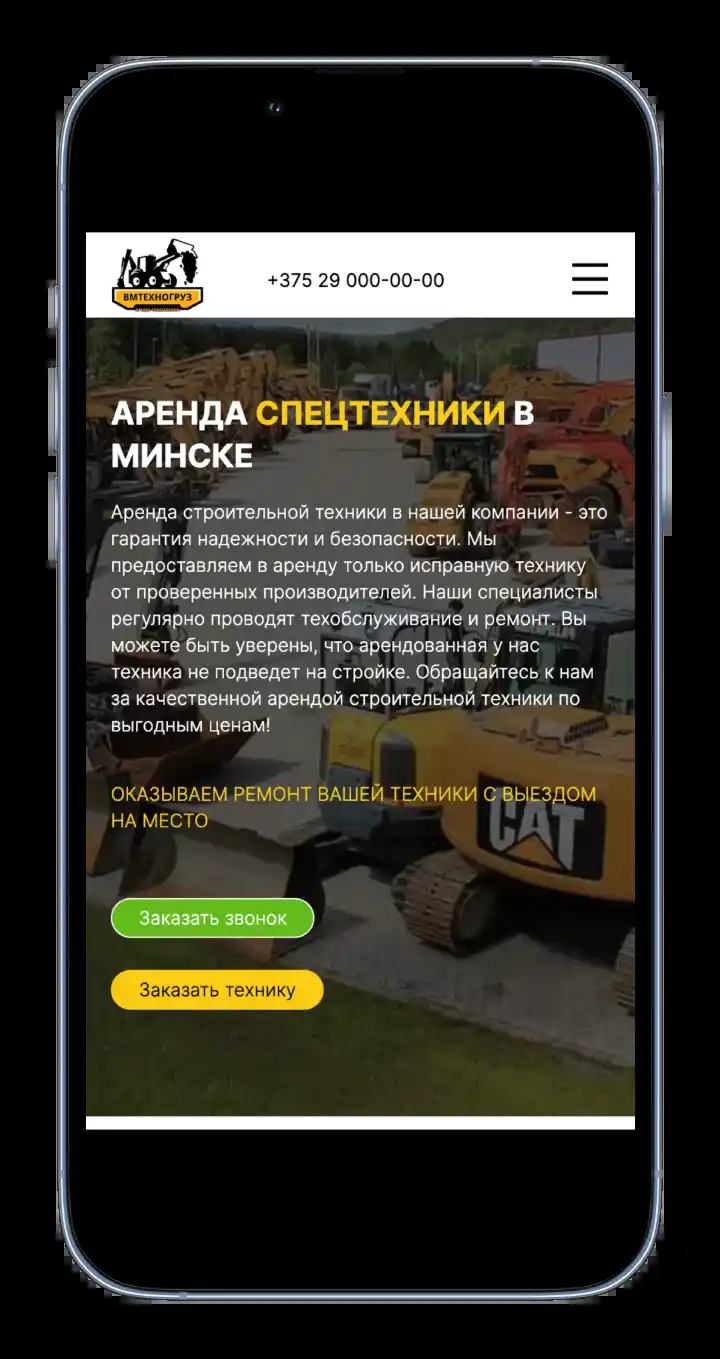 ВМТЕХНОГРУЗ
+375 29 000-00-00
АРЕНДА СПЕЦТЕХНИКИ В
МИНСКЕ
Аренда строительной техники в нашей компании - это
гарантия надежности и безопасности. Мы
предоставляем в аренду только исправную технику
от проверенных производителей. Наши специалисты
регулярно проводят техобслуживание и ремонт. Вы
можете быть уверены, что арендованная у нас
техника не подведет на стройке. Обращайтесь к нам
за качественной арендой строительной техники по
выгодным ценам!
ОКАЗЫВАЕМ РЕМОНТ ВАШЕЙ ТЕХНИКИ С ВЫЕЗДОМ
НА МЕСТО
CAT
Заказать звонок
Заказать технику